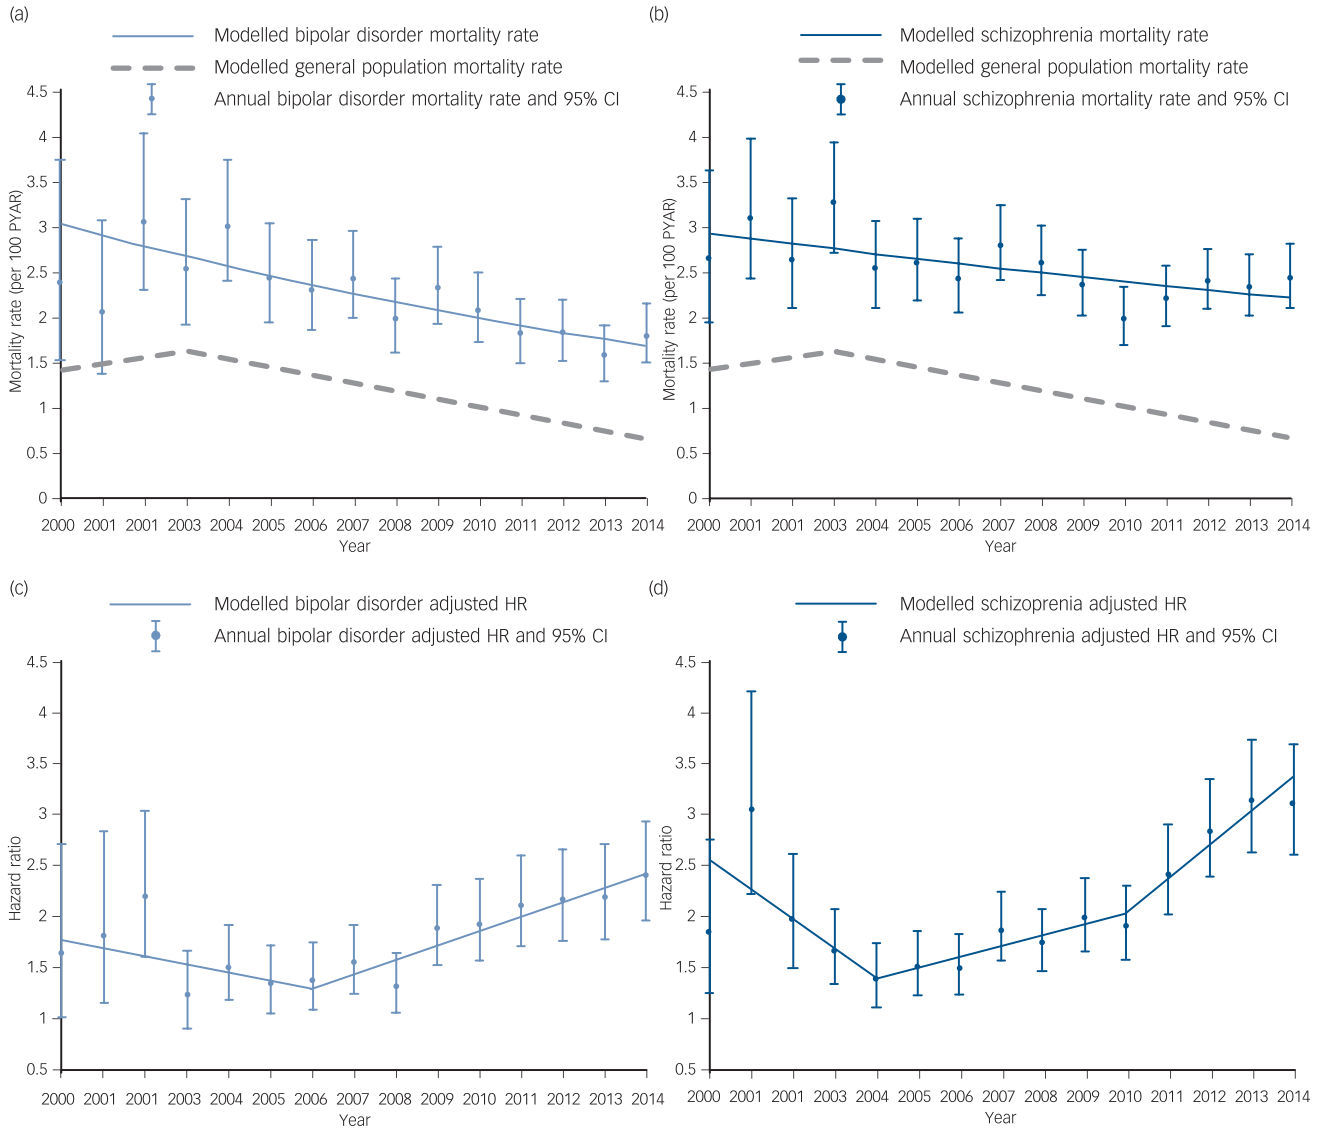 (a)
Modelled bipolar disorder mortality rate
Modelled general population mortality rate
Annual bipolar disorder mortality rate and 95% CI
4.5
4
3.5
3
2.5
2
1.5
1
0.5
0
Mortality rate (per 100 PYAR)
2000 2001 2001 2003 2004 2005 2006 2007 2008 2009 2010 2011 2012 2013 2014
Year
(b)
Modelled schizophrenia mortality rate
Modelled general population mortality rate
Annual schizophrenia mortality rate and 95% CI
4.5
4
3.5
3
2.5
2
1.5
1
0.5
0
Mortality rate (per 100 PYAR)
2000 2001 2001 2003 2004 2005 2006 2007 2008 2009 2010 2011 2012 2013 2014
Year
(c)
Modelled bipolar disorder adjusted HR
Annual bipolar disorder adjusted HR and 95% CI
4.5
4
3.5
3
2.5
2
1.5
1
0.5
Hazard ratio
2000 2001 2001 2003 2004 2005 2006 2007 2008 2009 2010 2011 2012 2013 2014
Year
(d)
Modelled schizoprenia adjusted HR
Annual schizophrenia adjusted HR and 95% CI
4.5
4
3.5
3
2.5
2
1.5
1
0.5
Hazard ratio
2000 2001 2001 2003 2004 2005 2006 2007 2008 2009 2010 2011 2012 2013 2014
Year